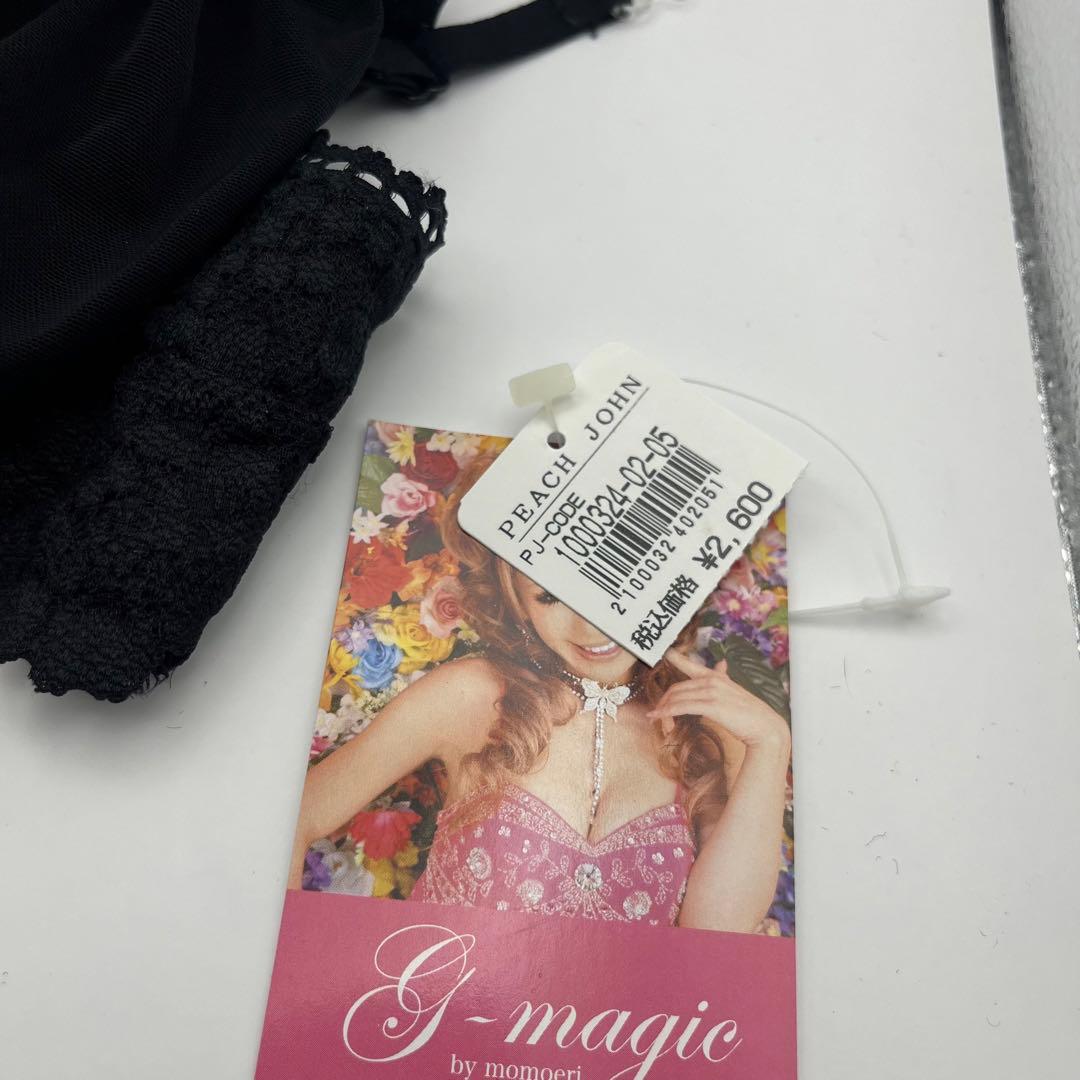 PEACH JOHN
PJ-CODE
1000324-02-05
2100032402051
税込価格 ¥2,600
G-magic
by momoeri